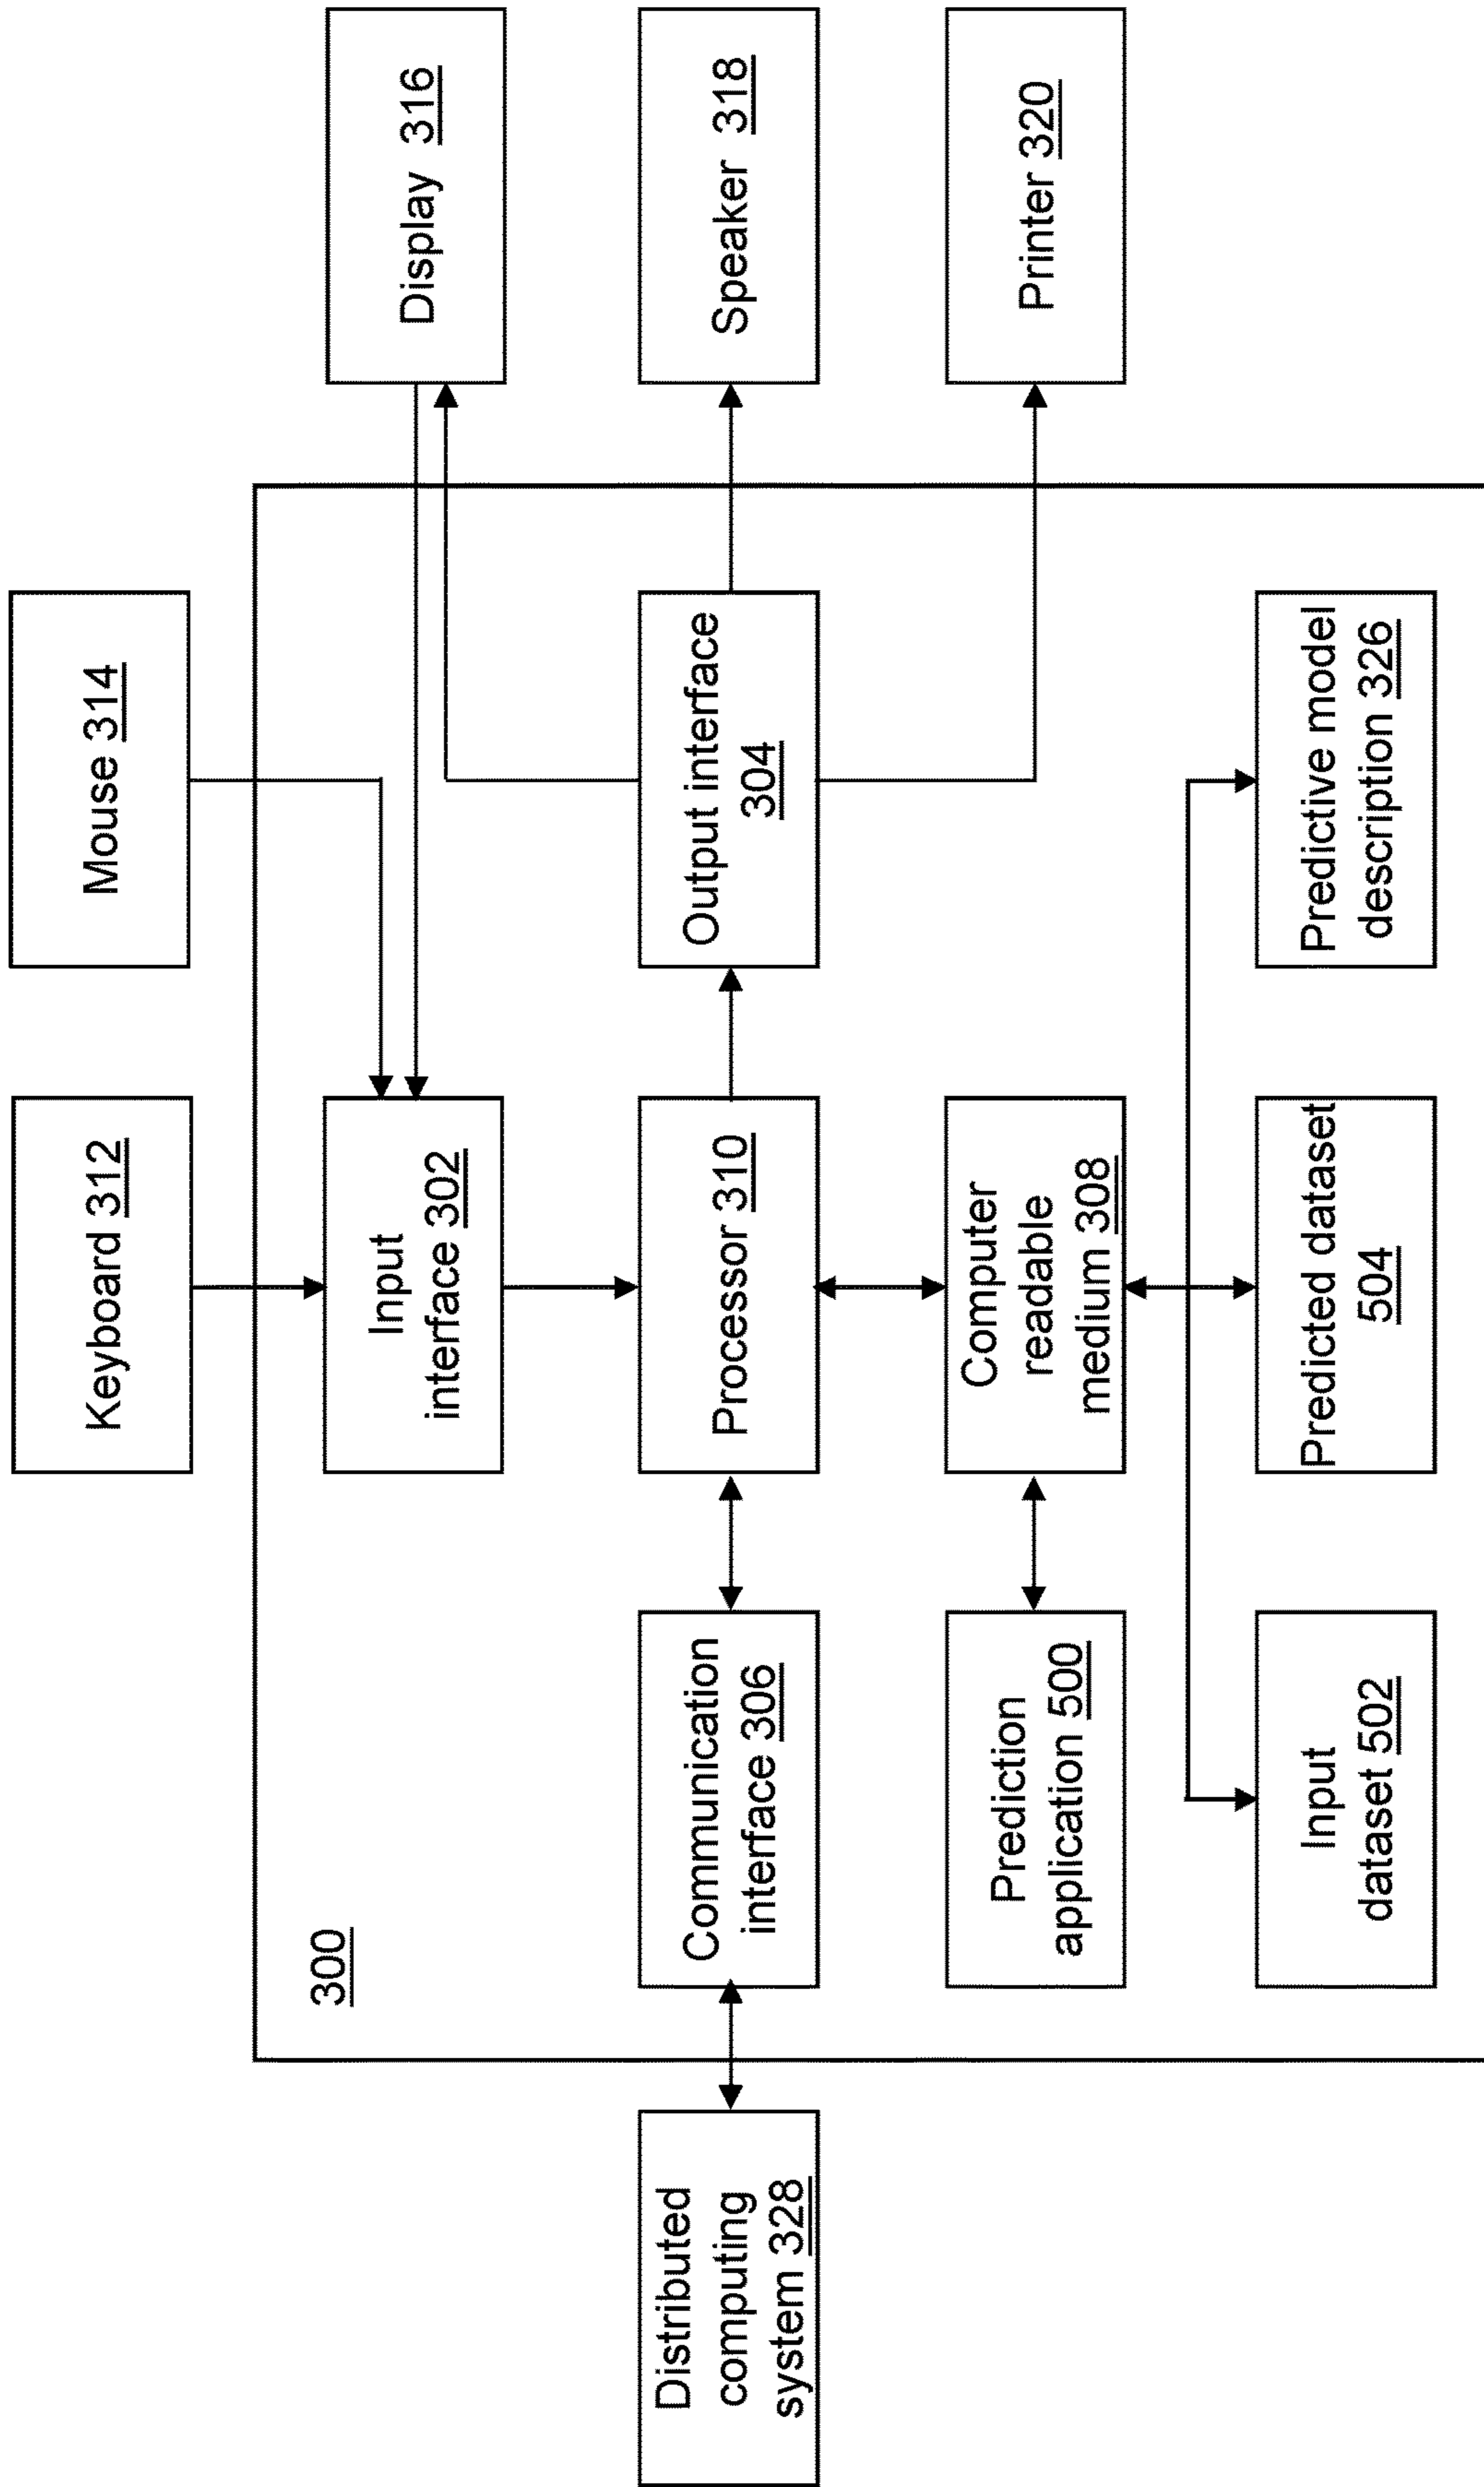 Keyboard 312
Mouse 314
300
Input
interface 302
Display 316
Distributed
computing
system 328
Communication
interface 306
Processor 310
Output interface
304
Speaker 318
Prediction
application 500
Computer
readable
medium 308
Printer 320
Input
dataset 502
Predicted dataset
504
Predictive model
description 326